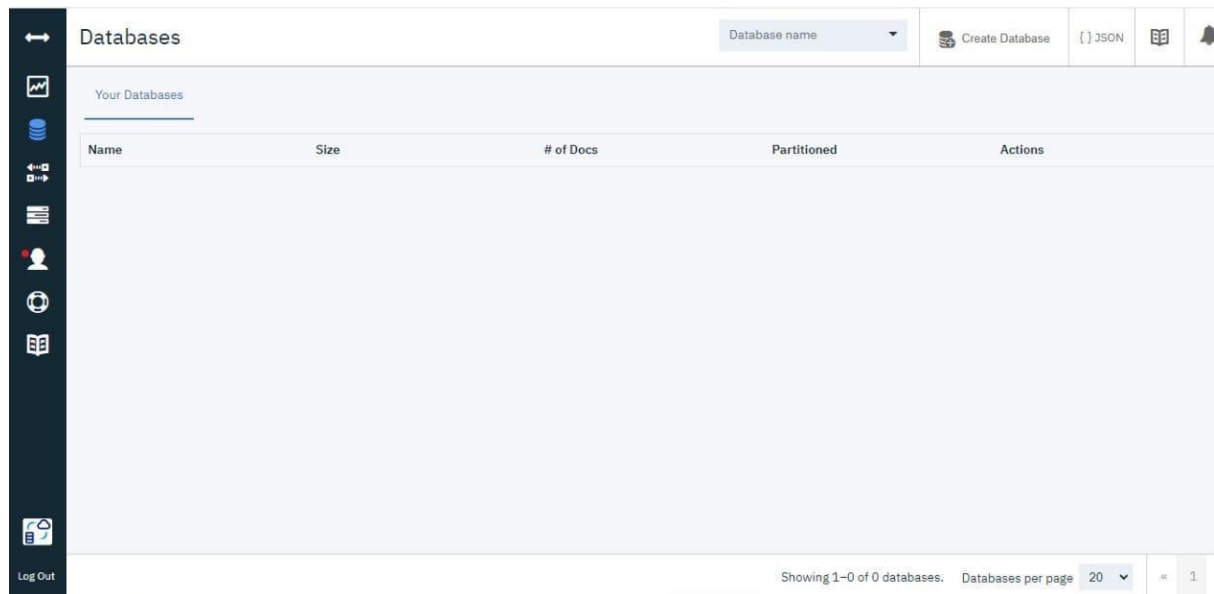 Databases
Database name
Create Database
{ } JSON
Your Databases
Name Size # of Docs Partitioned Actions
Log Out
Showing 1–0 of 0 databases. Databases per page 20 « 1